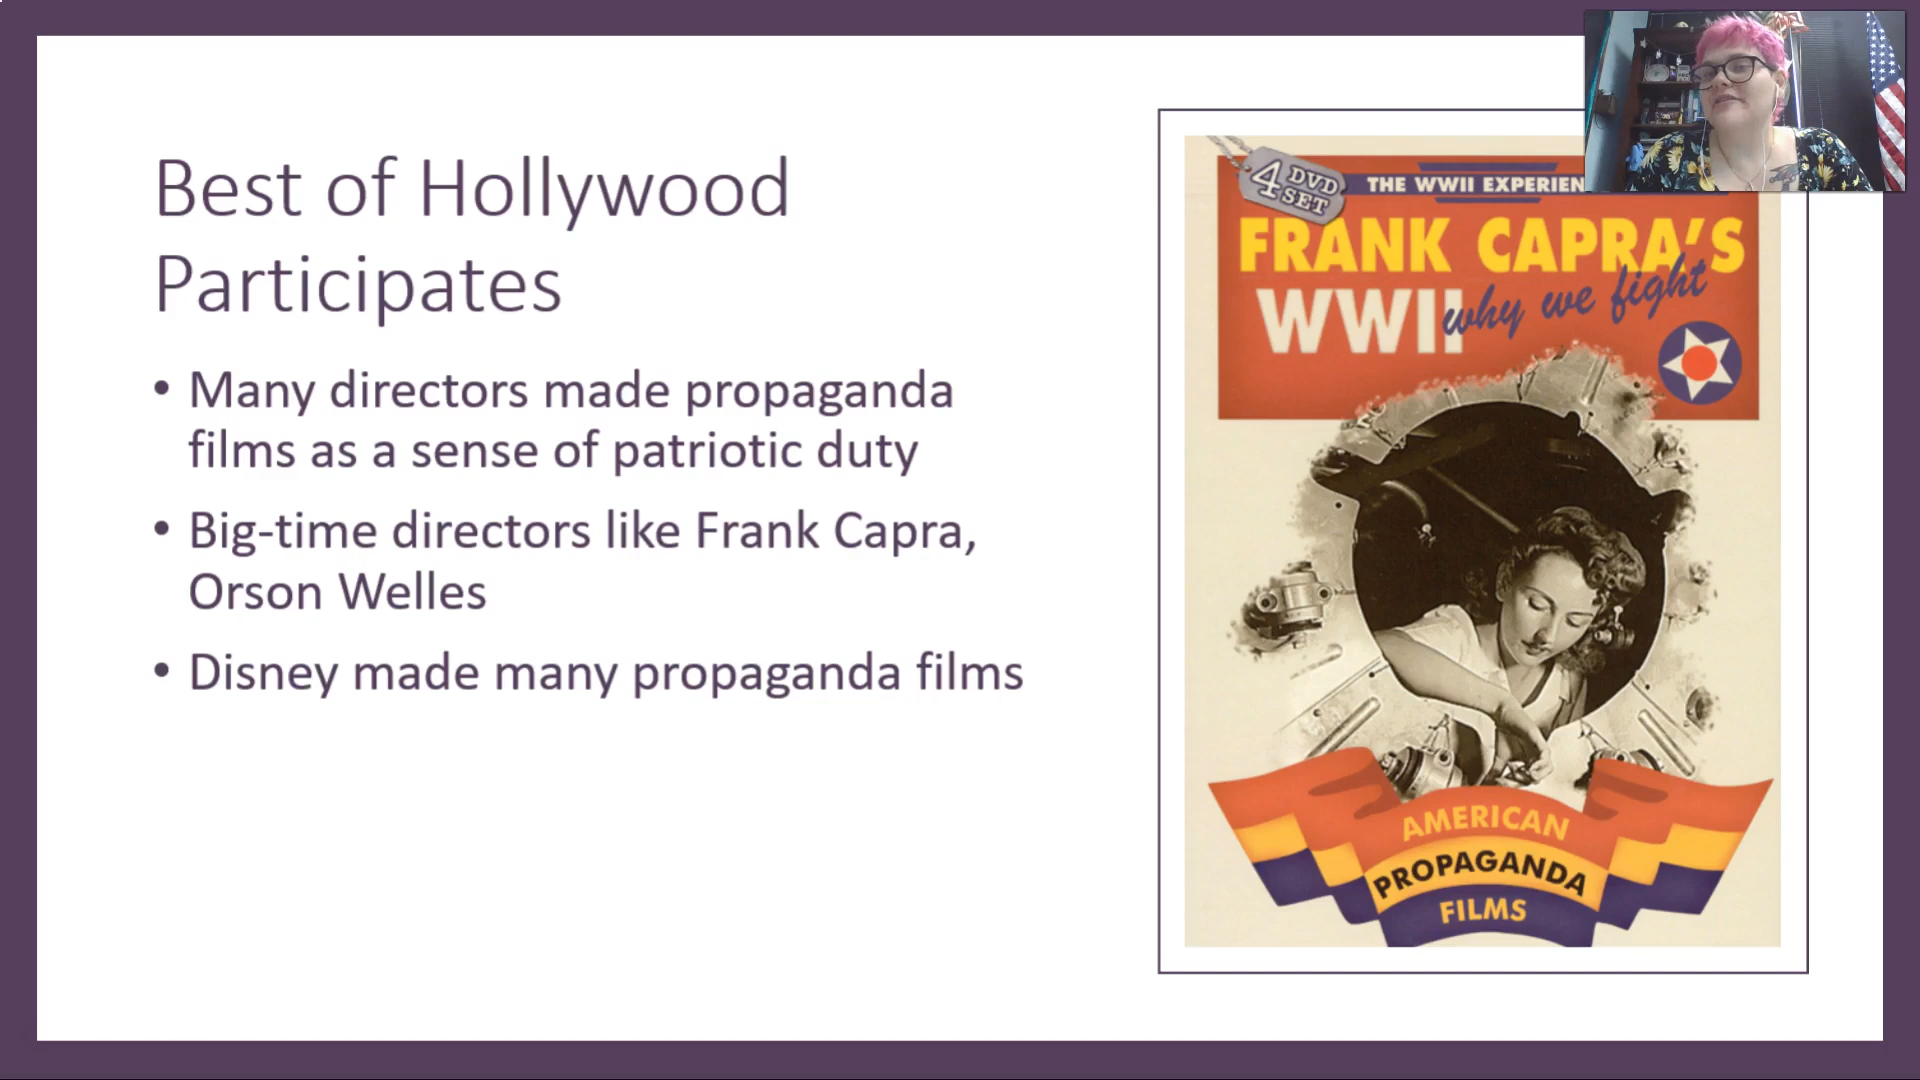 Best of Hollywood
Participates
• Many directors made propaganda
films as a sense of patriotic duty
• Big-time directors like Frank Capra,
Orson Welles
• Disney made many propaganda films
4 DVD
SET
THE WWII EXPERIEN
FRANK CAPRA'S
WWII
why we fight
AMERICAN
PROPAGANDA
FILMS